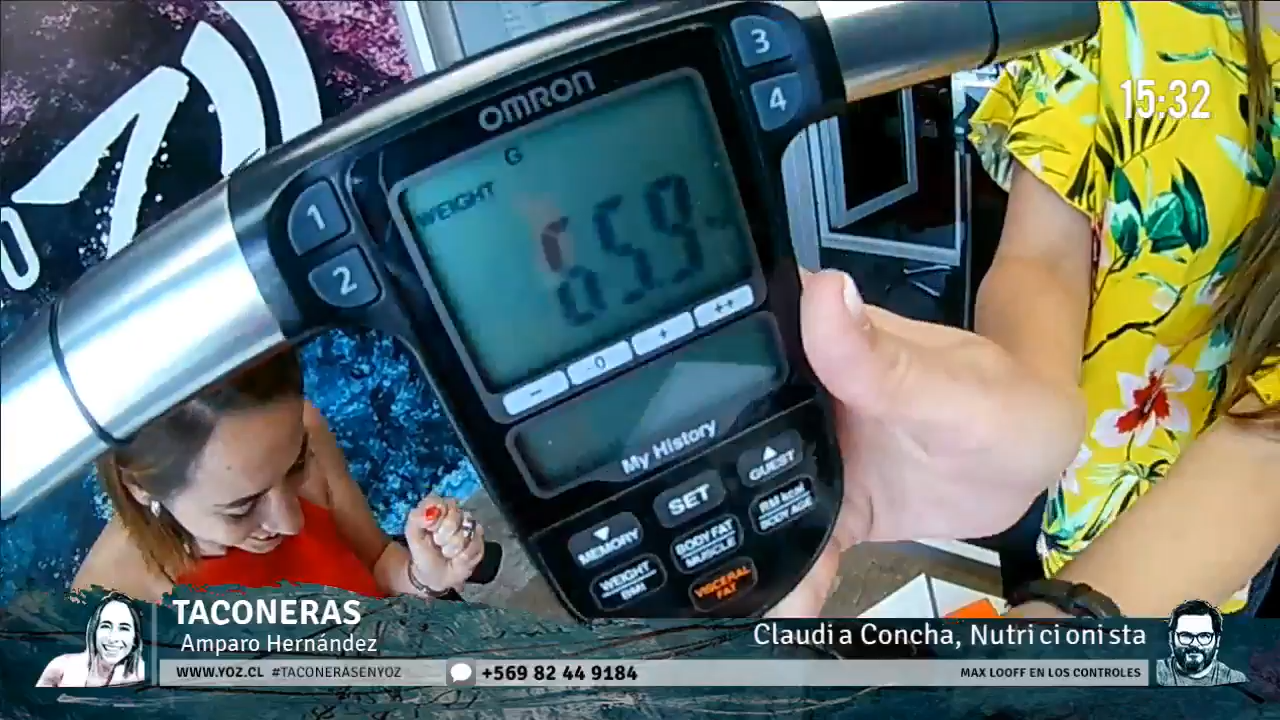 15:32
OMRON
3
4
G
WEIGHT
1
2
5.9
-
0
+
++
My History
MEMORY
SET
GUEST
WEIGHT
BMI
BODY FAT
MUSCLE
RM kcal
BODY AGE
VISCERAL
FAT
TACONERAS
Amparo Hernández
Claudia Concha, Nutricionista
WWW.YOZ.CL #TACONERASENYOZ
+569 82 44 9184
MAX LOOFF EN LOS CONTROLES